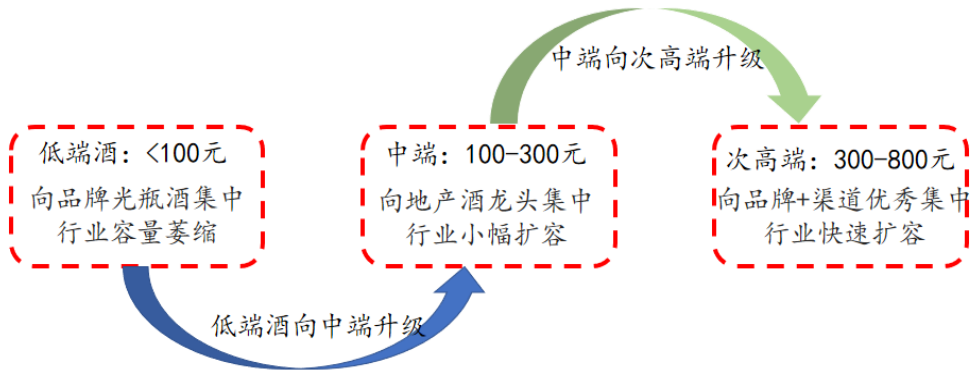 中端向次高端升级
低端酒：<100元
向品牌光瓶酒集中
行业容量萎缩
中端：100-300元
向地产酒龙头集中
行业小幅扩容
次高端：300-800元
向品牌+渠道优秀集中
行业快速扩容
低端酒向中端升级